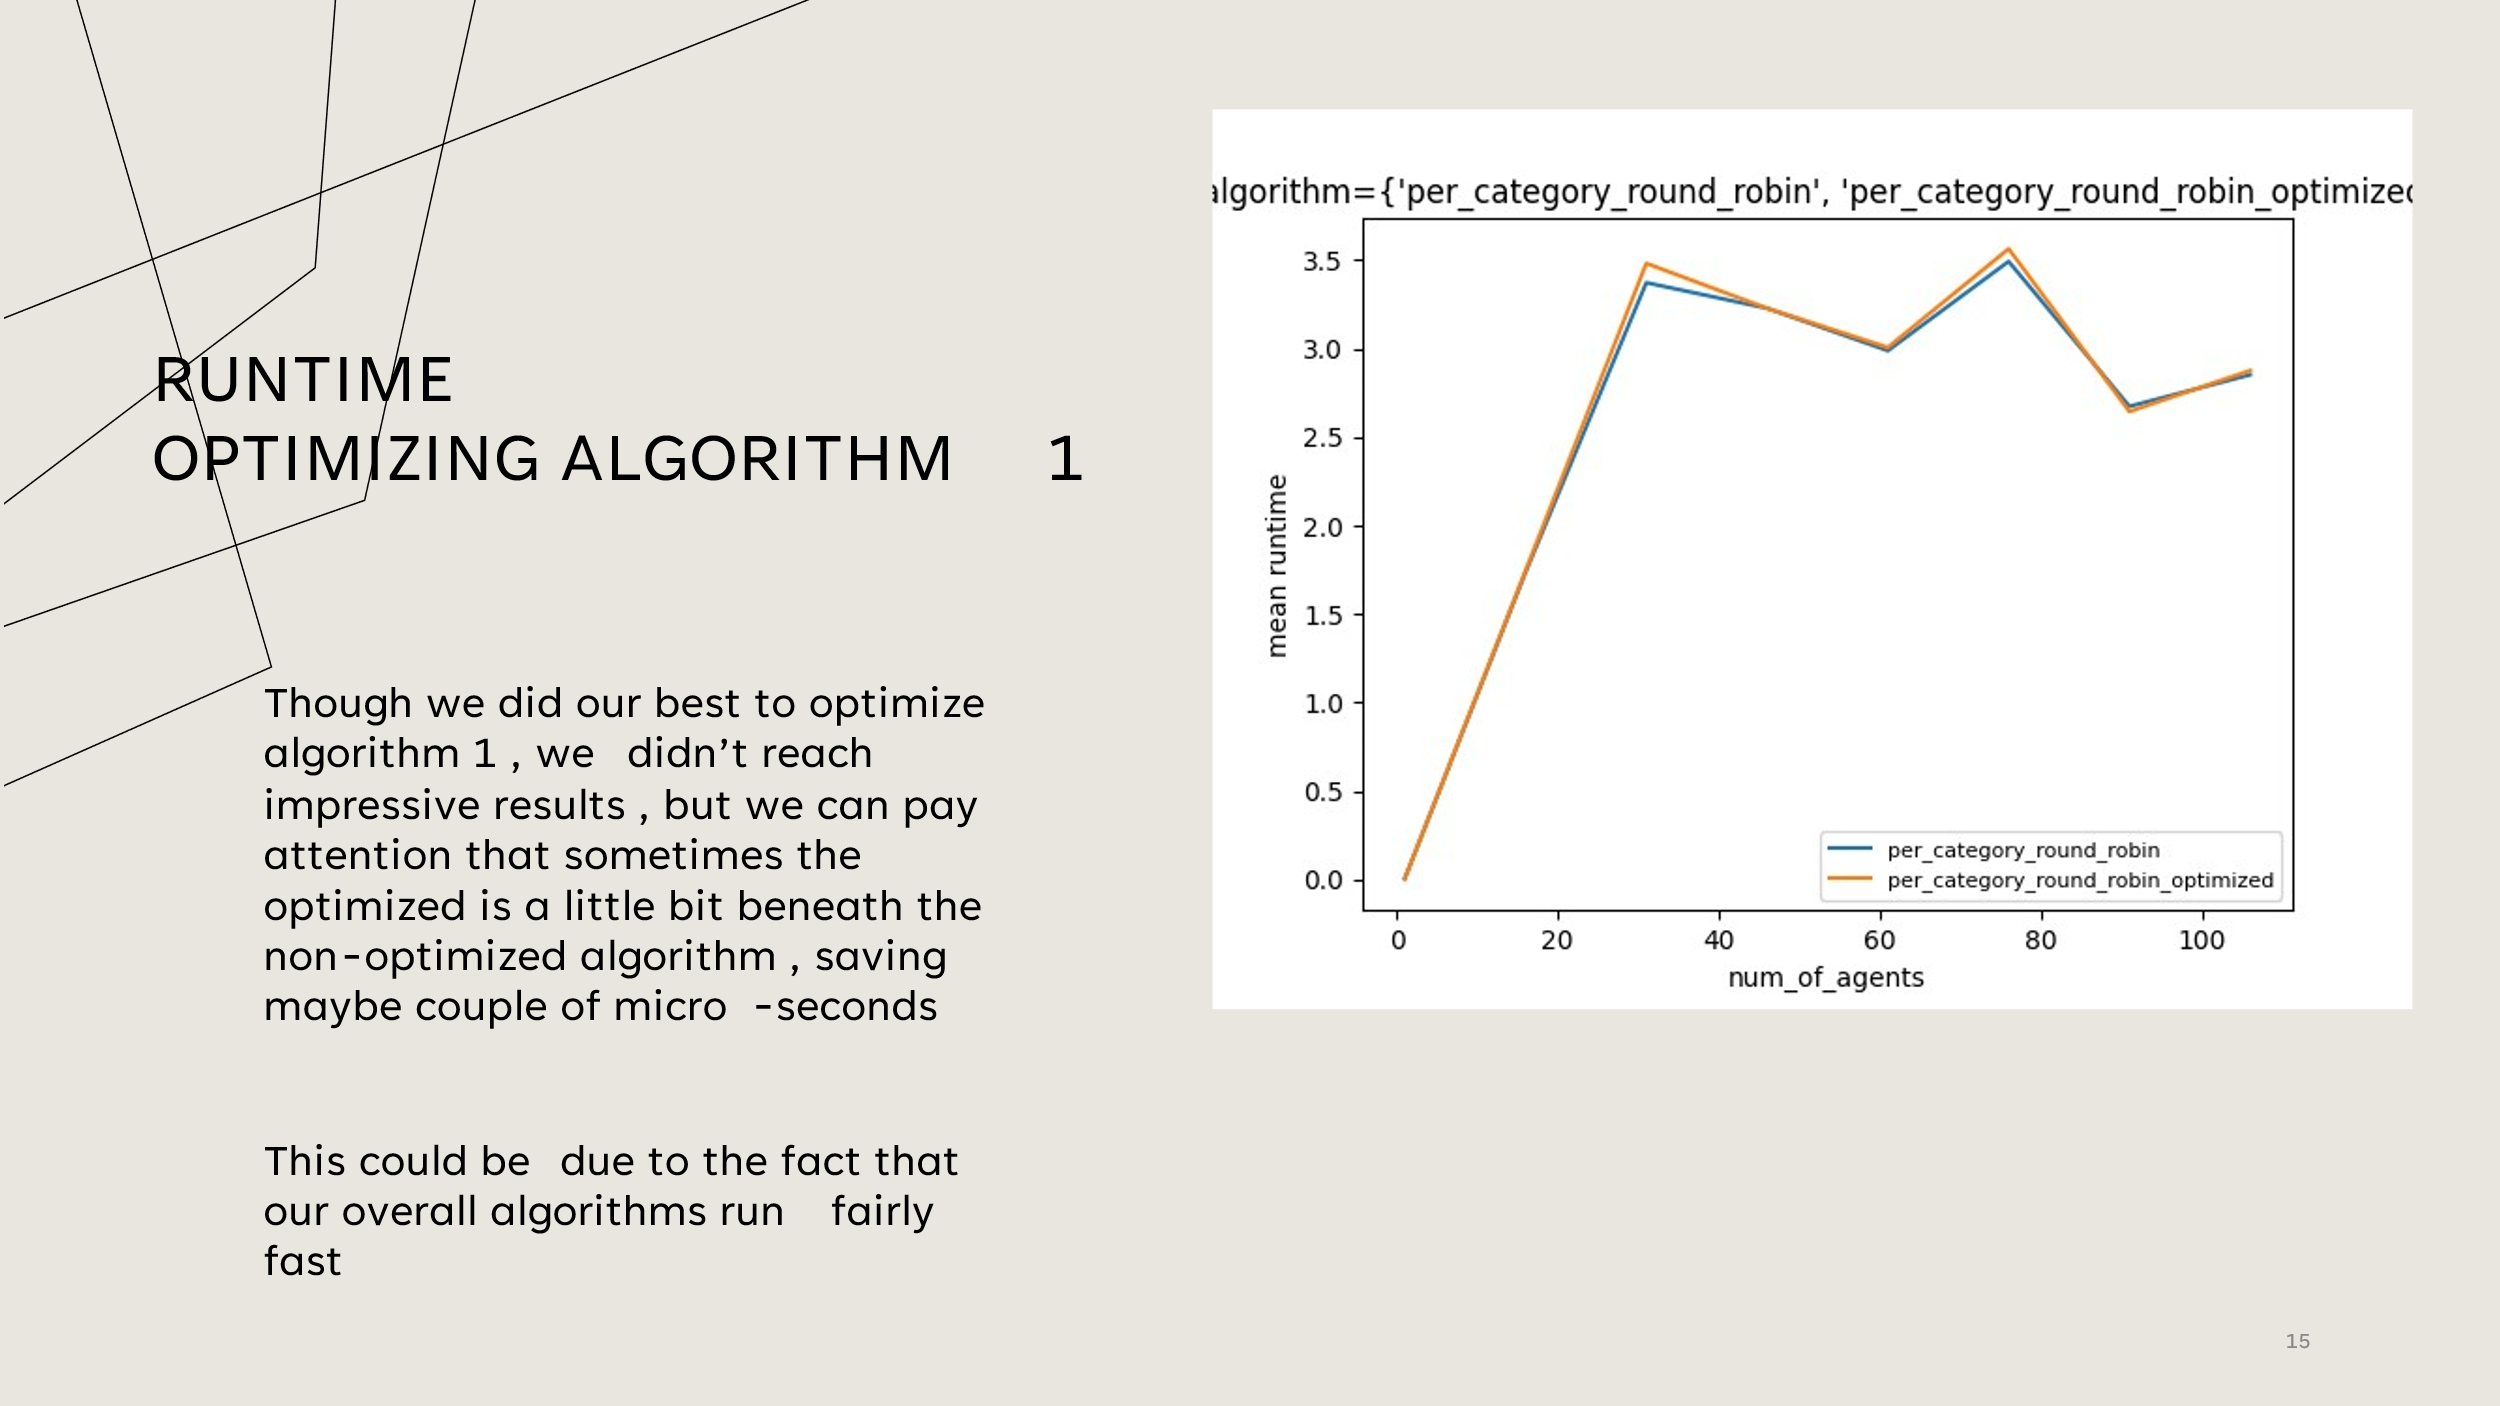 RUNTIME
OPTIMIZING ALGORITHM 1
Though we did our best to optimize
algorithm 1 , we didn’t reach
impressive results , but we can pay
attention that sometimes the
optimized is a little bit beneath the
non-optimized algorithm , saving
maybe couple of micro -seconds
This could be due to the fact that
our overall algorithms run fairly
fast
algorithm={'per_category_round_robin', 'per_category_round_robin_optimized
3.5
3.0
2.5
2.0
1.5
1.0
0.5
0.0
mean runtime
per_category_round_robin
per_category_round_robin_optimized
0 20 40 60 80 100
num_of_agents
15